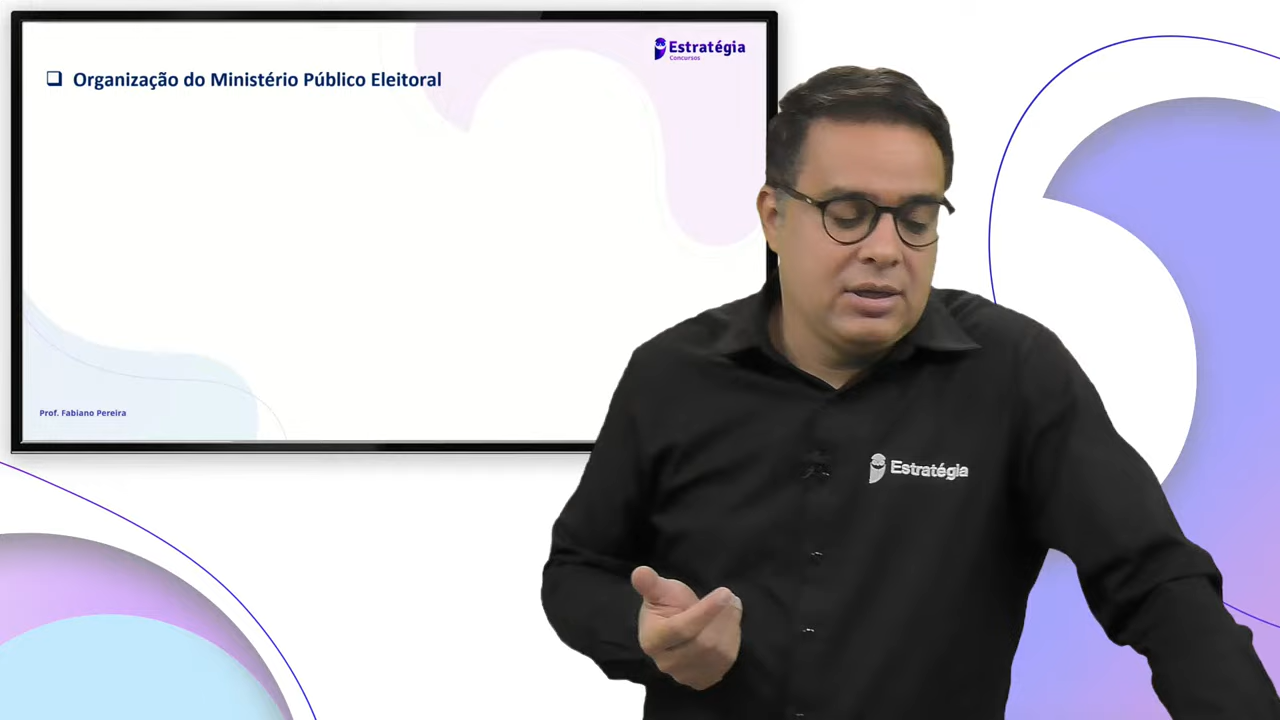 Estratégia
Concursos
Organização do Ministério Público Eleitoral
Prof. Fabiano Pereira
Estratégia